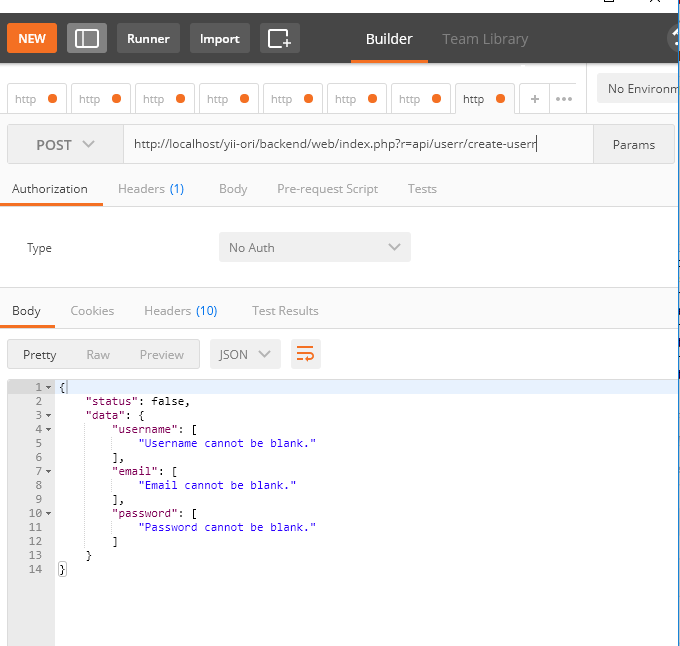 NEW Runner Import Builder Team Library
http http http http http http http http + ••• No Environm
POST http://localhost/yii-ori/backend/web/index.php?r=api/userr/create-userr Params
Authorization Headers (1) Body Pre-request Script Tests
Type No Auth
Body Cookies Headers (10) Test Results
Pretty Raw Preview JSON
1 {
2 "status": false,
3 "data": {
4 "username": [
5 "Username cannot be blank."
6 ],
7 "email": [
8 "Email cannot be blank."
9 ],
10 "password": [
11 "Password cannot be blank."
12 ]
13 }
14 }